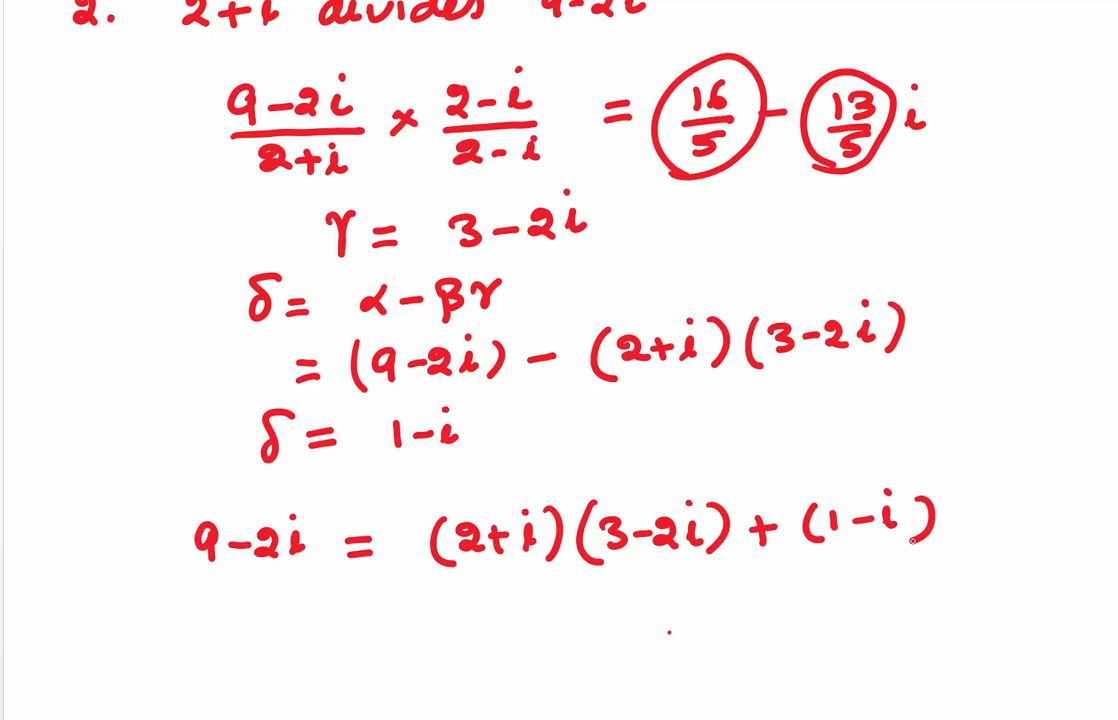 2. 2+i divides 9-2i
9-2i/2+i × 2-i/2-i = 16/5 - 13/5 i
γ = 3-2i
δ = α-βγ
= (9-2i) - (2+i)(3-2i)
δ = 1-i
9-2i = (2+i)(3-2i) + (1-i)